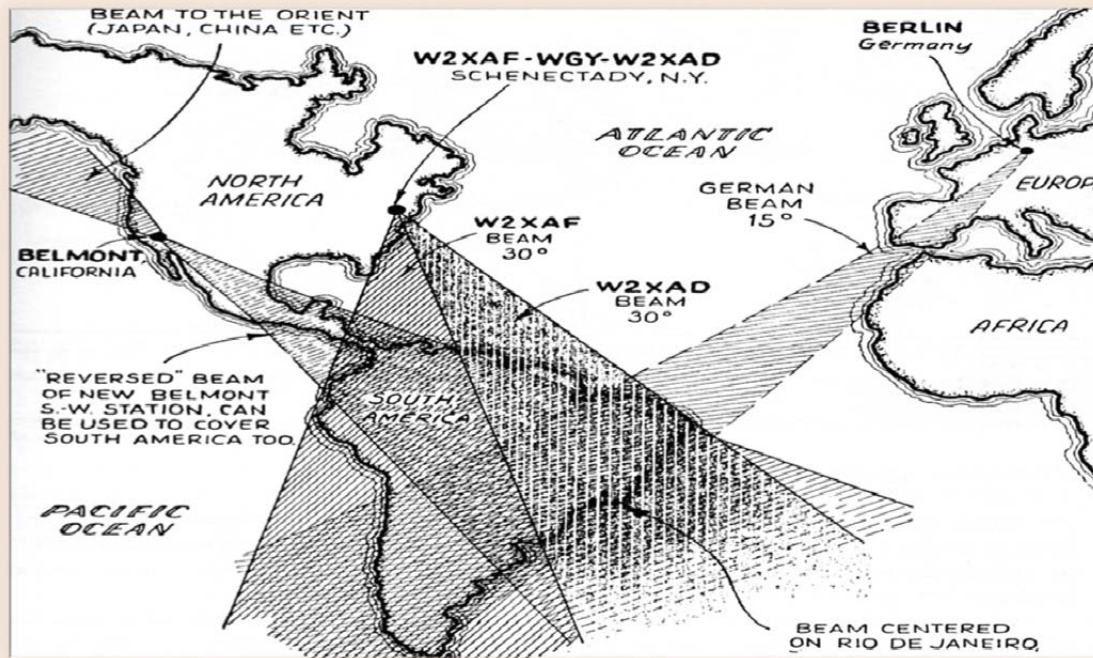 BEAM TO THE ORIENT
(JAPAN, CHINA ETC.)
W2XAF-WGY-W2XAD
SCHENECTADY, N.Y.
BERLIN
Germany
ATLANTIC
OCEAN
NORTH
AMERICA
GERMAN
BEAM
15°
EUROP
BELMONT,
CALIFORNIA
W2XAF
BEAM
30°
W2XAD
BEAM
30°
AFRICA
"REVERSED" BEAM
OF NEW BELMONT
S.-W. STATION, CAN
BE USED TO COVER
SOUTH AMERICA TOO.
SOUTH
AMERICA
PACIFIC
OCEAN
BEAM CENTERED
ON RIO DE JANEIRO